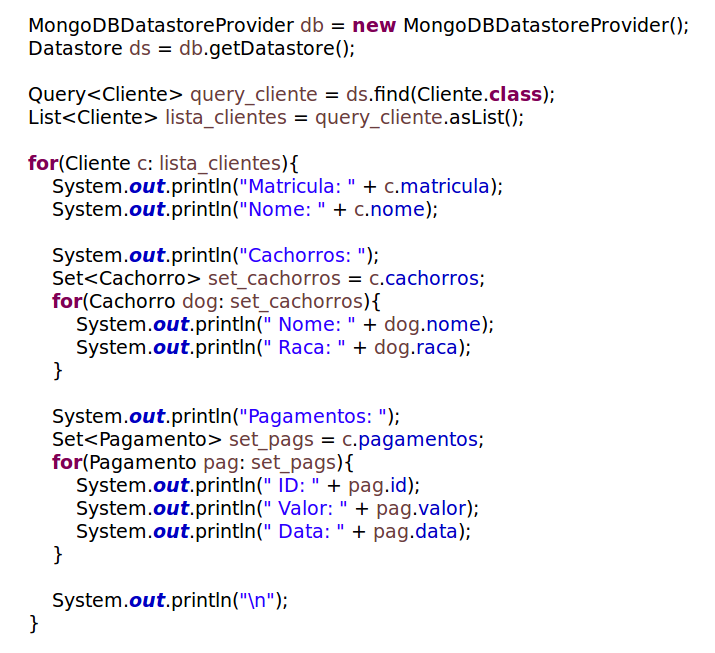 MongoDBDatastoreProvider db = new MongoDBDatastoreProvider();
Datastore ds = db.getDatastore();

Query<Cliente> query_cliente = ds.find(Cliente.class);
List<Cliente> lista_clientes = query_cliente.asList();

for(Cliente c: lista_clientes){
    System.out.println("Matricula: " + c.matricula);
    System.out.println("Nome: " + c.nome);

    System.out.println("Cachorros: ");
    Set<Cachorro> set_cachorros = c.cachorros;
    for(Cachorro dog: set_cachorros){
        System.out.println(" Nome: " + dog.nome);
        System.out.println(" Raca: " + dog.raca);
    }

    System.out.println("Pagamentos: ");
    Set<Pagamento> set_pags = c.pagamentos;
    for(Pagamento pag: set_pags){
        System.out.println(" ID: " + pag.id);
        System.out.println(" Valor: " + pag.valor);
        System.out.println(" Data: " + pag.data);
    }

    System.out.println("\n");
}